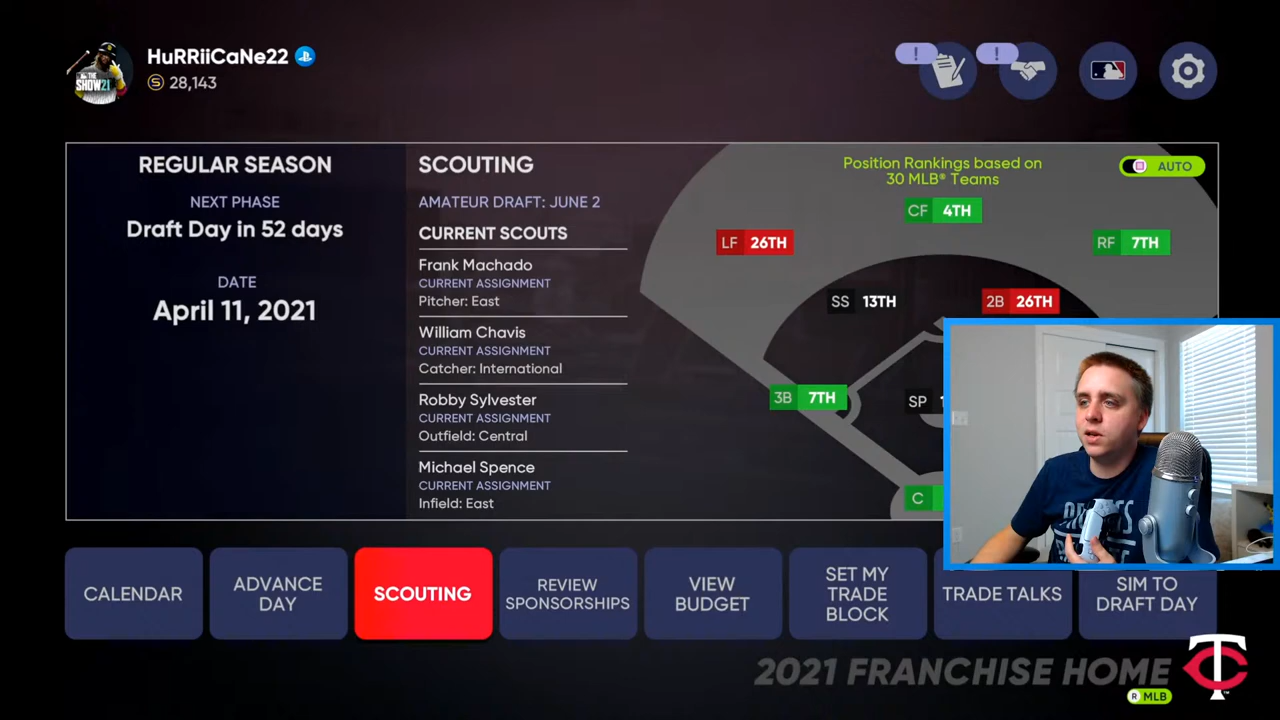 HuRRiiCaNe22
28,143
THE
SHOW21
!
!
REGULAR SEASON
NEXT PHASE
Draft Day in 52 days
DATE
April 11, 2021
SCOUTING
AMATEUR DRAFT: JUNE 2
CURRENT SCOUTS
Frank Machado
CURRENT ASSIGNMENT
Pitcher: East
William Chavis
CURRENT ASSIGNMENT
Catcher: International
Robby Sylvester
CURRENT ASSIGNMENT
Outfield: Central
Michael Spence
CURRENT ASSIGNMENT
Infield: East
Position Rankings based on
30 MLB® Teams
AUTO
CF 4TH
LF 26TH
RF 7TH
SS 13TH
2B 26TH
3B 7TH
SP
C
CALENDAR
ADVANCE
DAY
SCOUTING
REVIEW
SPONSORSHIPS
VIEW
BUDGET
SET MY
TRADE
BLOCK
TRADE TALKS
SIM TO
DRAFT DAY
2021 FRANCHISE HOME
TC
R MLB